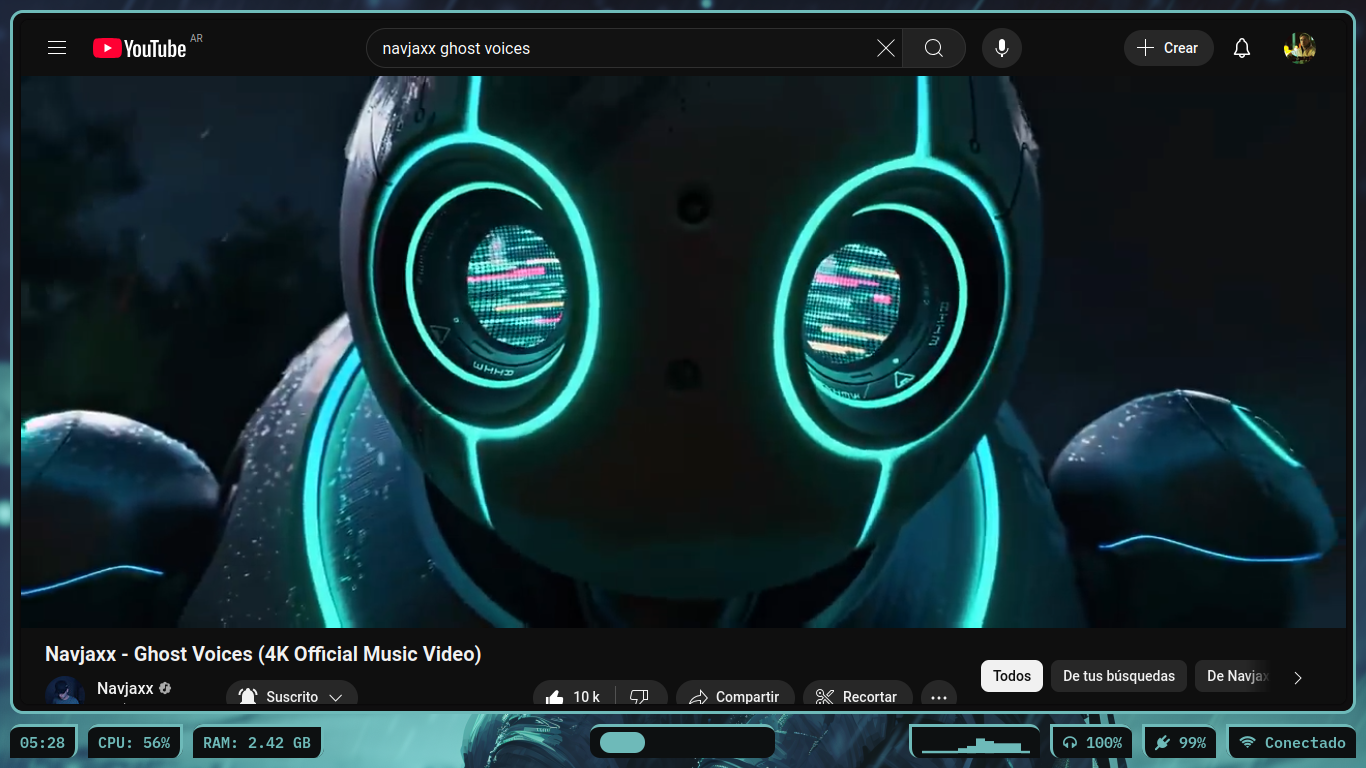 YouTube AR
navjaxx ghost voices
Crear
Navjaxx - Ghost Voices (4K Official Music Video)
Navjaxx
Suscrito
10 k
Compartir
Recortar
Todos
De tus búsquedas
De Navjax
05:28
CPU: 56%
RAM: 2.42 GB
100%
99%
Conectado